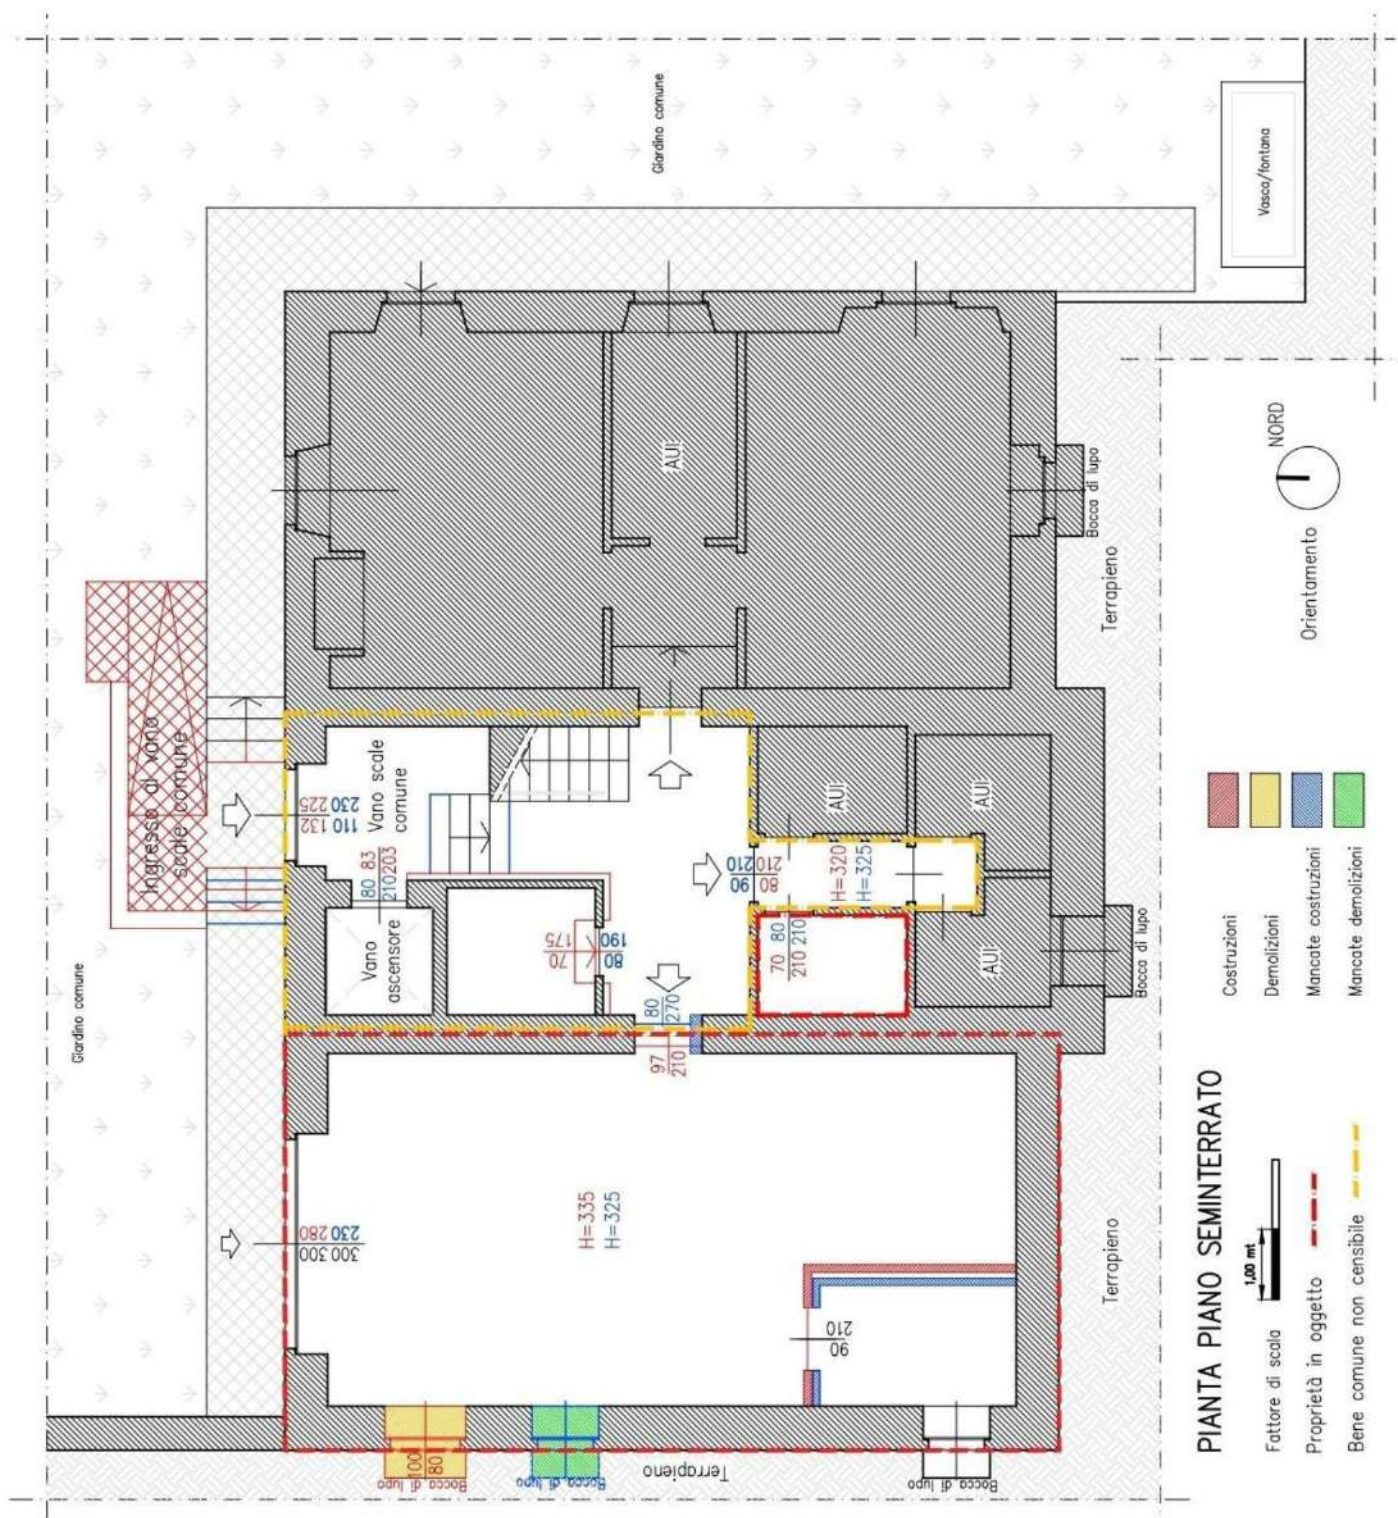 Giardino comune
Vasca/fontana
Giardino comune
Ingresso al vano
scale comune
110 230
132 225
Vano scale
comune
80 83
210 203
Vano
ascensore
AUI
Bocca di lupo
Terrapieno
175
70
190
80
80
270
97
210
90 210
80 210
H=320
H=325
70 80
210 210
AUI
AUI
AUI
Bocca di lupo
300 230
300 280
H=335
H=325
90
210
100
80
Bocca di lupo
Bocca di lupo
Terrapieno
Bocca di lupo
Terrapieno
PIANTA PIANO SEMINTERRATO
Fattore di scala
1,00 mt
Proprietà in oggetto
Bene comune non censibile
Costruzioni
Demolizioni
Mancate costruzioni
Mancate demolizioni
Orientamento
NORD